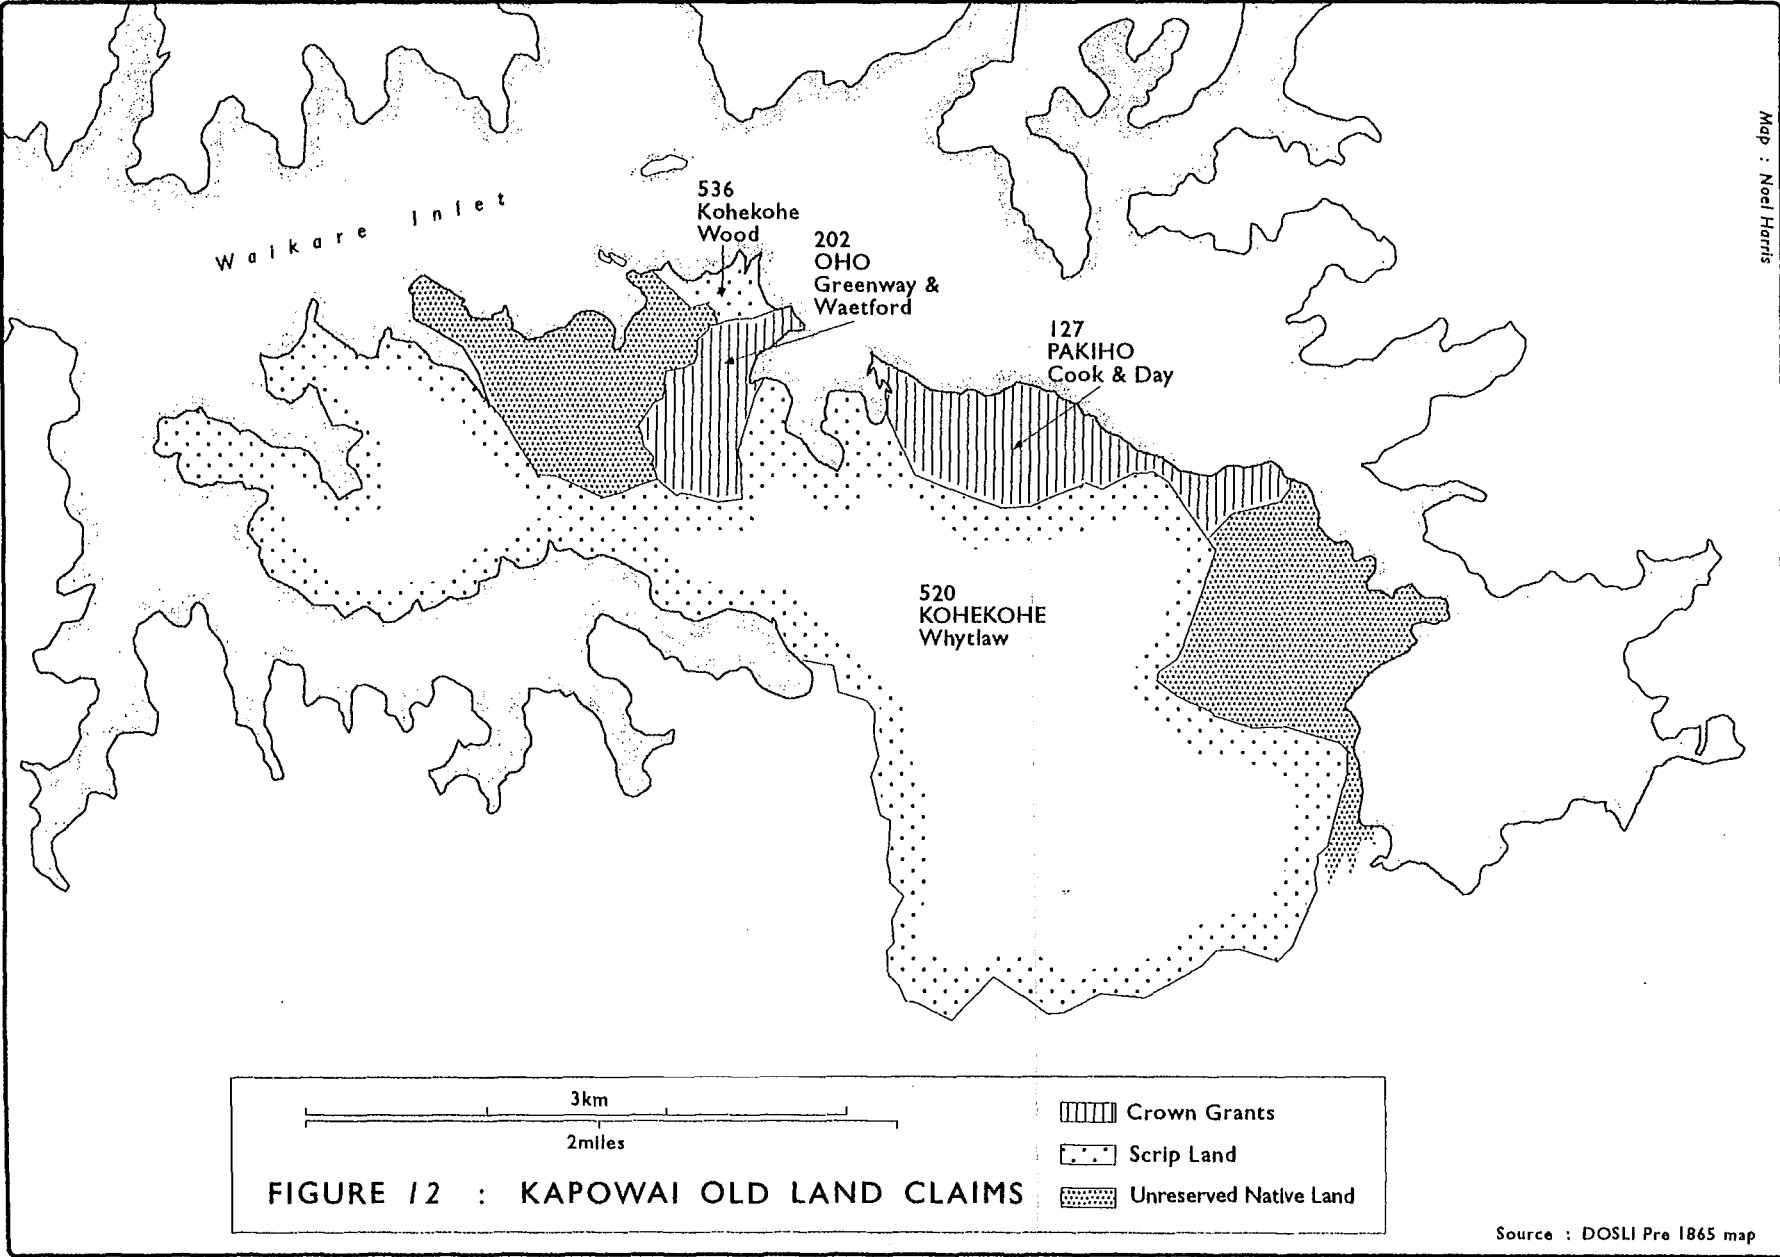 Map : Noel Harris
Waikare Inlet
536
Kohekohe
Wood
202
OHO
Greenway &
Waetford
127
PAKIHO
Cook & Day
520
KOHEKOHE
Whytlaw
3km
2miles
FIGURE 12 : KAPOWAI OLD LAND CLAIMS
Crown Grants
Scrip Land
Unreserved Native Land
Source : DOSLI Pre 1865 map